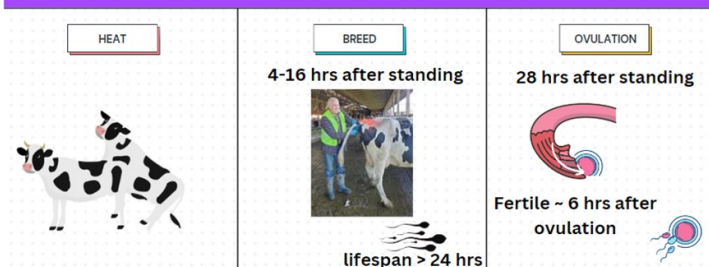 HEAT
BREED
4-16 hrs after standing
lifespan > 24 hrs
OVULATION
28 hrs after standing
Fertile ~ 6 hrs after
ovulation